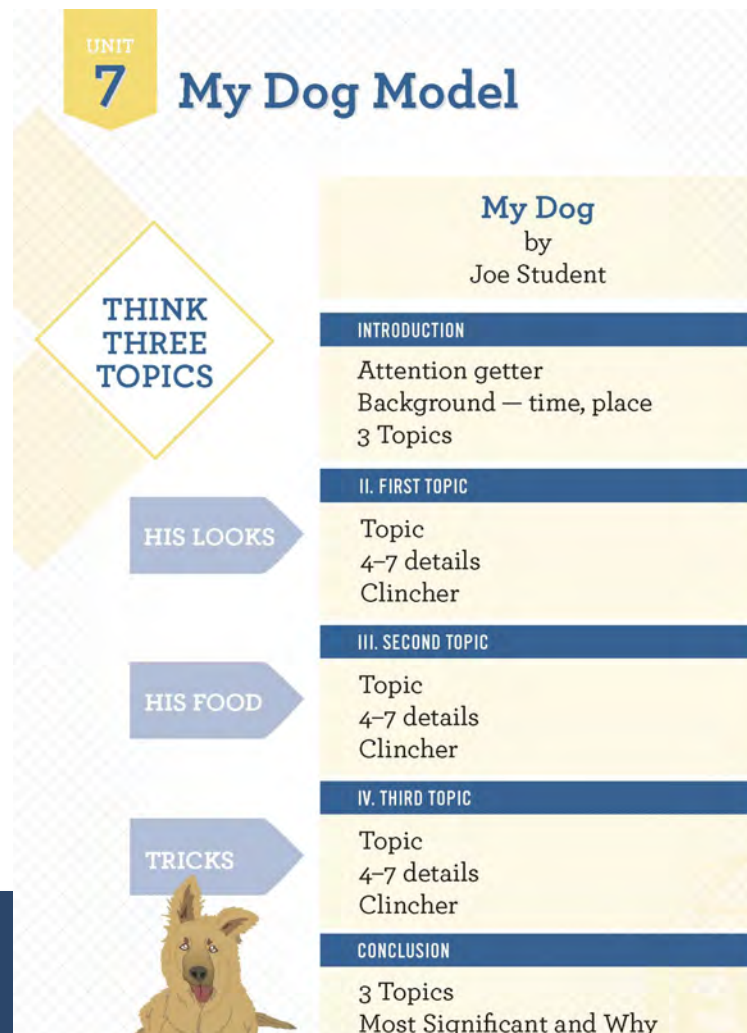 UNIT
7
My Dog Model
THINK
THREE
TOPICS
My Dog
by
Joe Student
INTRODUCTION
Attention getter
Background — time, place
3 Topics
HIS LOOKS
II. FIRST TOPIC
Topic
4–7 details
Clincher
HIS FOOD
III. SECOND TOPIC
Topic
4–7 details
Clincher
TRICKS
IV. THIRD TOPIC
Topic
4–7 details
Clincher
CONCLUSION
3 Topics
Most Significant and Why